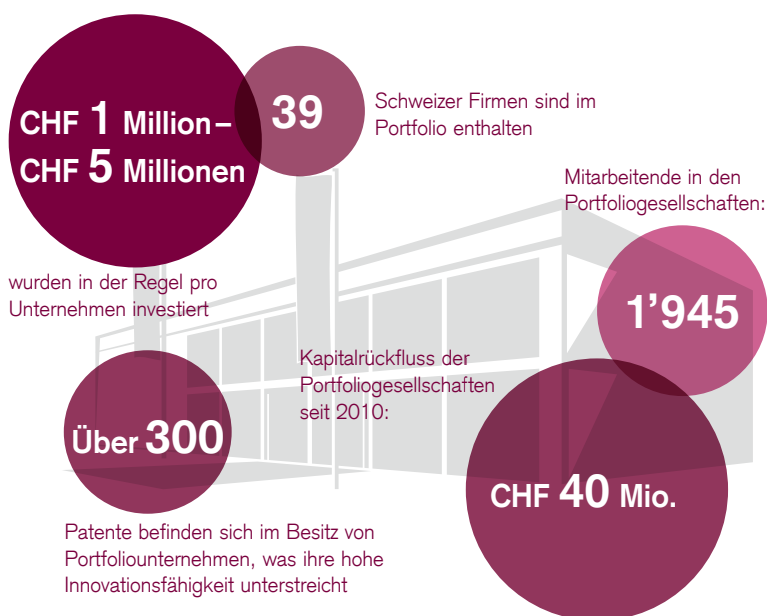 CHF 1 Million–
CHF 5 Millionen
wurden in der Regel pro
Unternehmen investiert
39
Schweizer Firmen sind im
Portfolio enthalten
Mitarbeitende in den
Portfoliogesellschaften:
1’945
Kapitalrückfluss der
Portfoliogesellschaften
seit 2010:
CHF 40 Mio.
Über 300
Patente befinden sich im Besitz von
Portfoliounternehmen, was ihre hohe
Innovationsfähigkeit unterstreicht